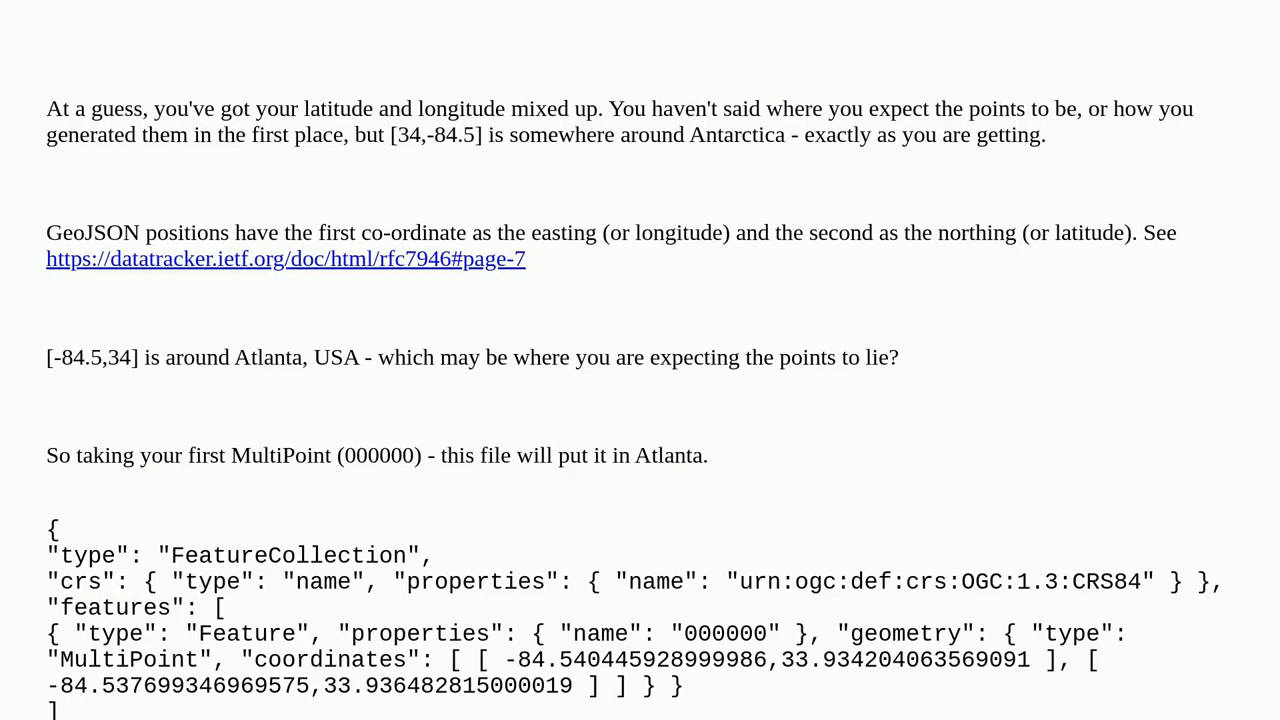 At a guess, you've got your latitude and longitude mixed up. You haven't said where you expect the points to be, or how you
generated them in the first place, but [34,-84.5] is somewhere around Antarctica - exactly as you are getting.
GeoJSON positions have the first co-ordinate as the easting (or longitude) and the second as the northing (or latitude). See
https://datatracker.ietf.org/doc/html/rfc7946#page-7
[-84.5,34] is around Atlanta, USA - which may be where you are expecting the points to lie?
So taking your first MultiPoint (000000) - this file will put it in Atlanta.
{
"type": "FeatureCollection",
"crs": { "type": "name", "properties": { "name": "urn:ogc:def:crs:OGC:1.3:CRS84" } },
"features": [
{ "type": "Feature", "properties": { "name": "000000" }, "geometry": { "type":
"MultiPoint", "coordinates": [ [ -84.540445928999986,33.934204063569091 ], [
-84.537699346969575,33.936482815000019 ] ] } }
]